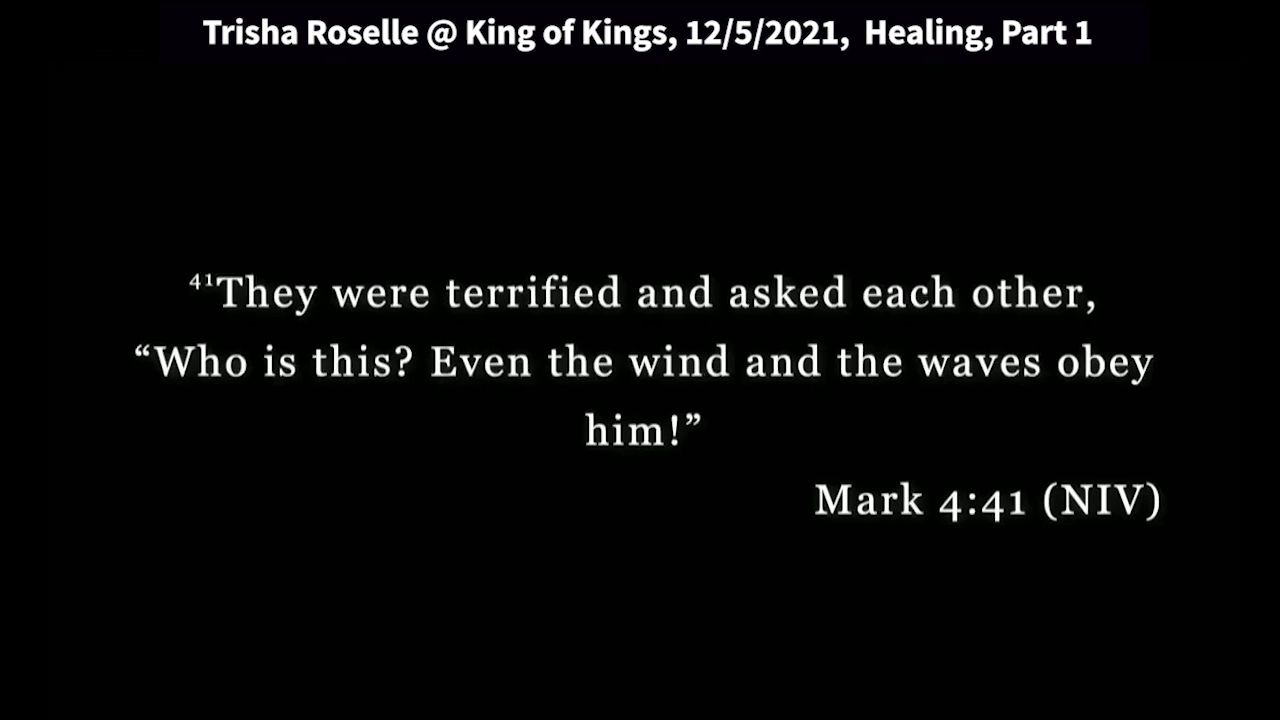 Trisha Roselle @ King of Kings, 12/5/2021,  Healing, Part 1
⁴¹They were terrified and asked each other,
“Who is this? Even the wind and the waves obey
him!”
Mark 4:41 (NIV)